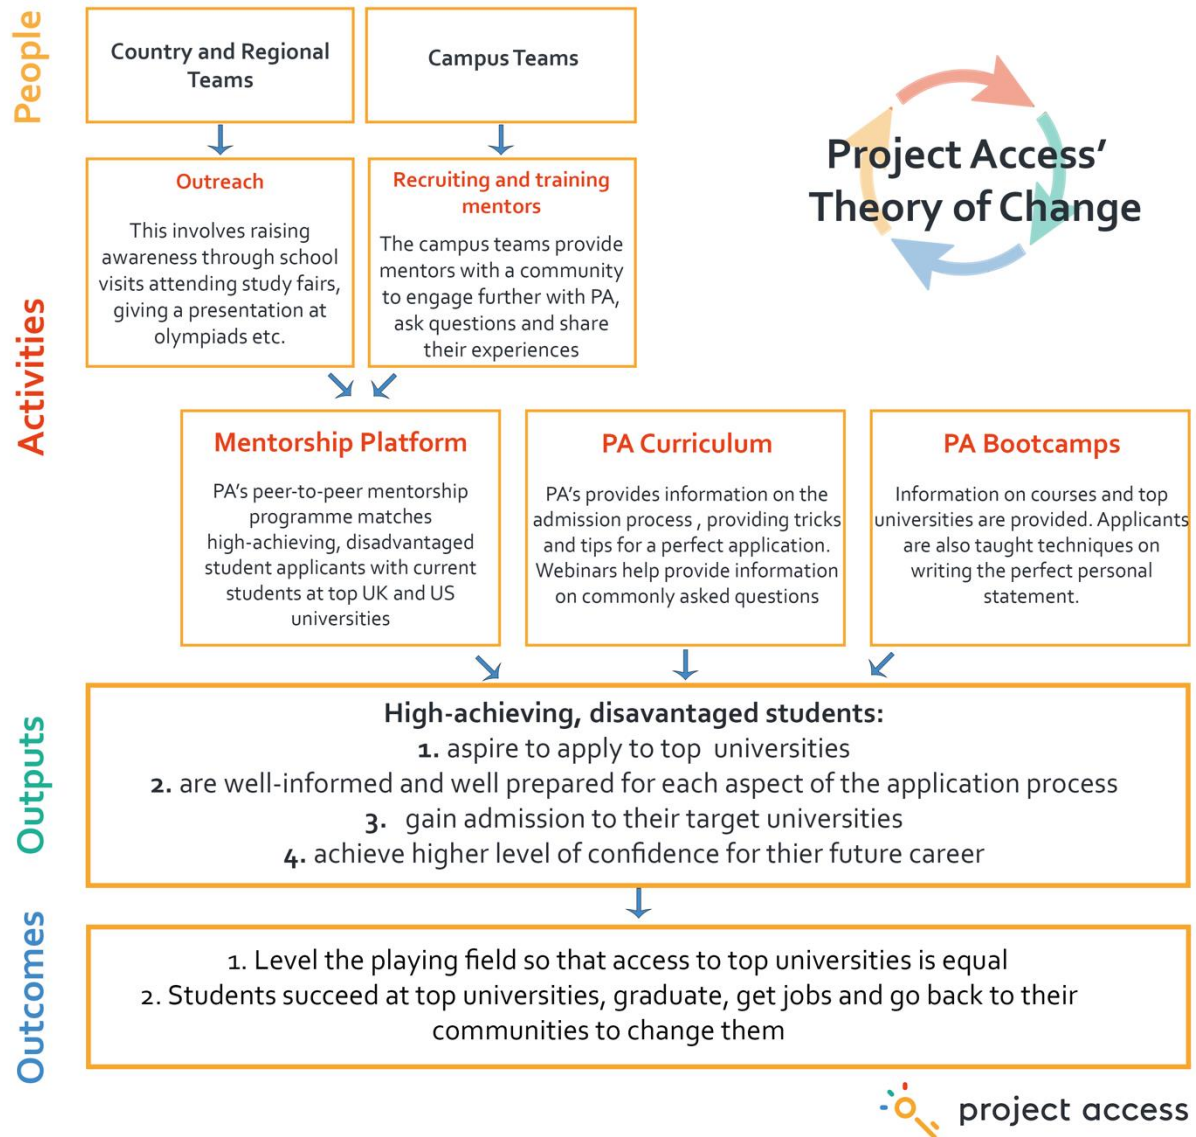 People
Country and Regional
Teams
Campus Teams
Project Access'
Theory of Change
Activities
Outreach
This involves raising
awareness through school
visits attending study fairs,
giving a presentation at
olympiads etc.
Recruiting and training
mentors
The campus teams provide
mentors with a community
to engage further with PA,
ask questions and share
their experiences
Mentorship Platform
PA's peer-to-peer mentorship
programme matches
high-achieving, disadvantaged
student applicants with current
students at top UK and US
universities
PA Curriculum
PA's provides information on the
admission process , providing tricks
and tips for a perfect application.
Webinars help provide information
on commonly asked questions
PA Bootcamps
Information on courses and top
universities are provided. Applicants
are also taught techniques on
writing the perfect personal
statement.
Outputs
High-achieving, disavantaged students:
1. aspire to apply to top universities
2. are well-informed and well prepared for each aspect of the application process
3. gain admission to their target universities
4. achieve higher level of confidence for thier future career
Outcomes
1. Level the playing field so that access to top universities is equal
2. Students succeed at top universities, graduate, get jobs and go back to their
communities to change them
project access